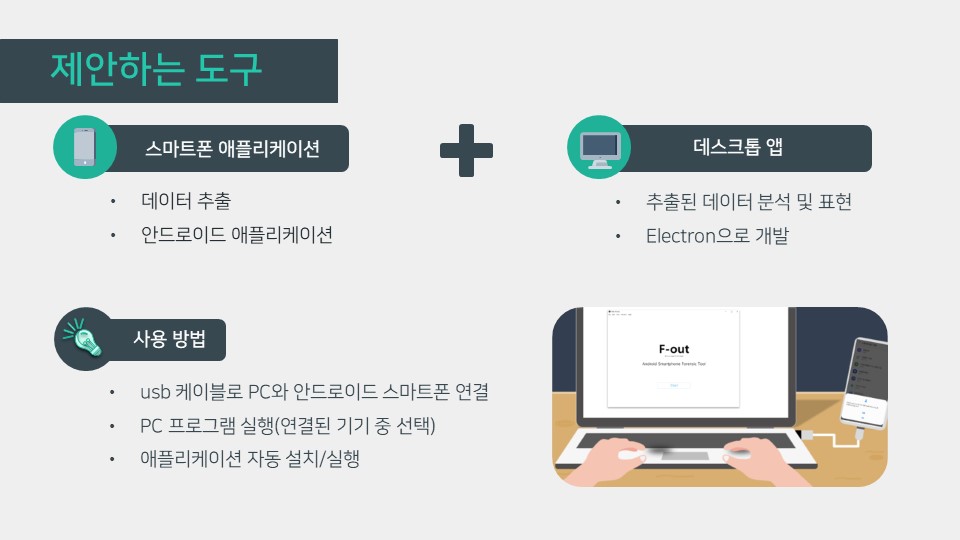 제안하는 도구
스마트폰 애플리케이션
• 데이터 추출
• 안드로이드 애플리케이션
데스크톱 앱
• 추출된 데이터 분석 및 표현
• Electron으로 개발
사용 방법
• usb 케이블로 PC와 안드로이드 스마트폰 연결
• PC 프로그램 실행(연결된 기기 중 선택)
• 애플리케이션 자동 설치/실행
F-out
Android Smartphone Forensic Tool